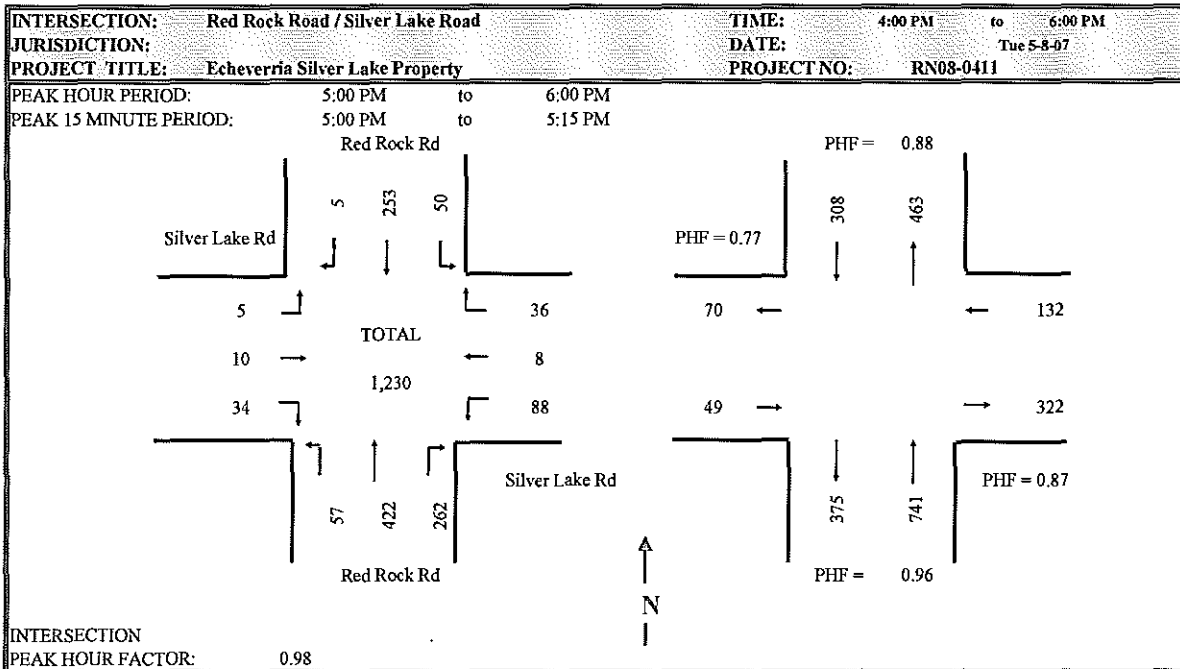 INTERSECTION: Red Rock Road / Silver Lake Road TIME: 4:00 PM to 6:00 PM
JURISDICTION: DATE: Tue 5-8-07
PROJECT TITLE: Echeverria Silver Lake Property PROJECT NO: RN08-0411
PEAK HOUR PERIOD: 5:00 PM to 6:00 PM
PEAK 15 MINUTE PERIOD: 5:00 PM to 5:15 PM
Red Rock Rd PHF = 0.88
5 253 50 308 463
Silver Lake Rd PHF = 0.77
5 36 70 132
TOTAL
10 8
1,230
34 88 49 322
Silver Lake Rd PHF = 0.87
57 422 262 375 741
Red Rock Rd PHF = 0.96
N
INTERSECTION
PEAK HOUR FACTOR: 0.98